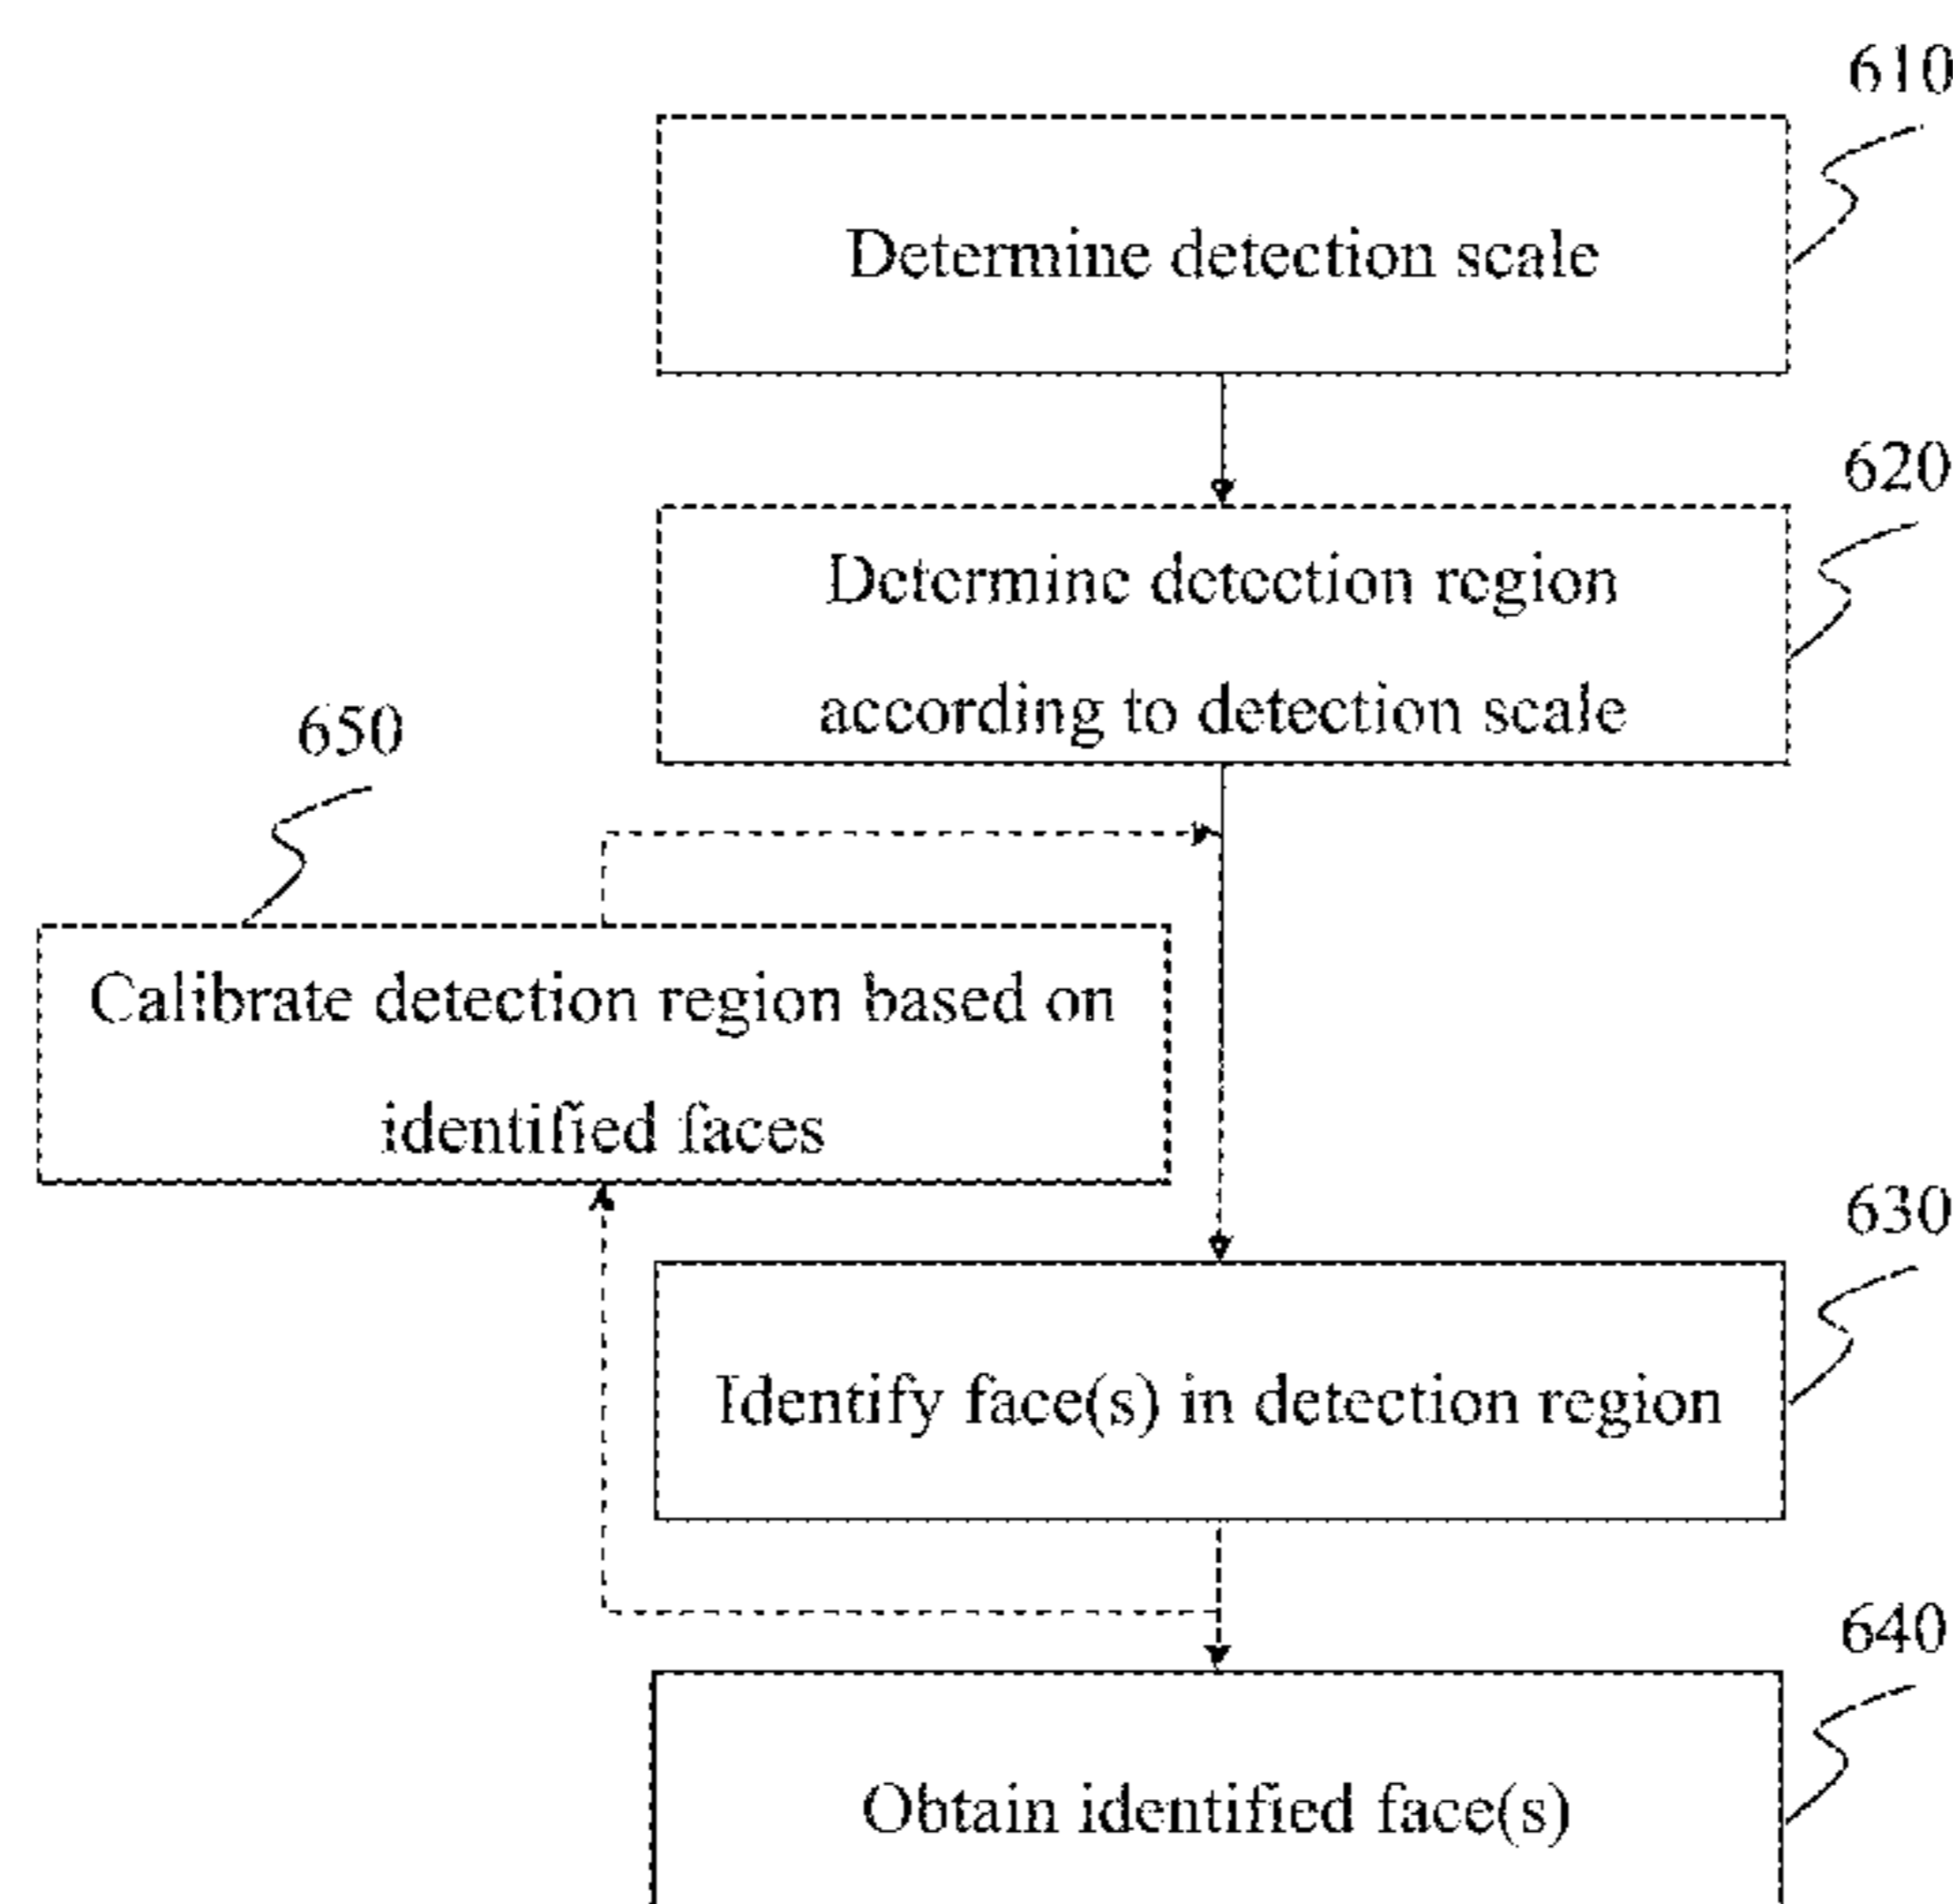 610
Determine detection scale
620
Determine detection region
according to detection scale
650
Calibrate detection region based on
identified faces
630
Identify face(s) in detection region
640
Obtain identified face(s)